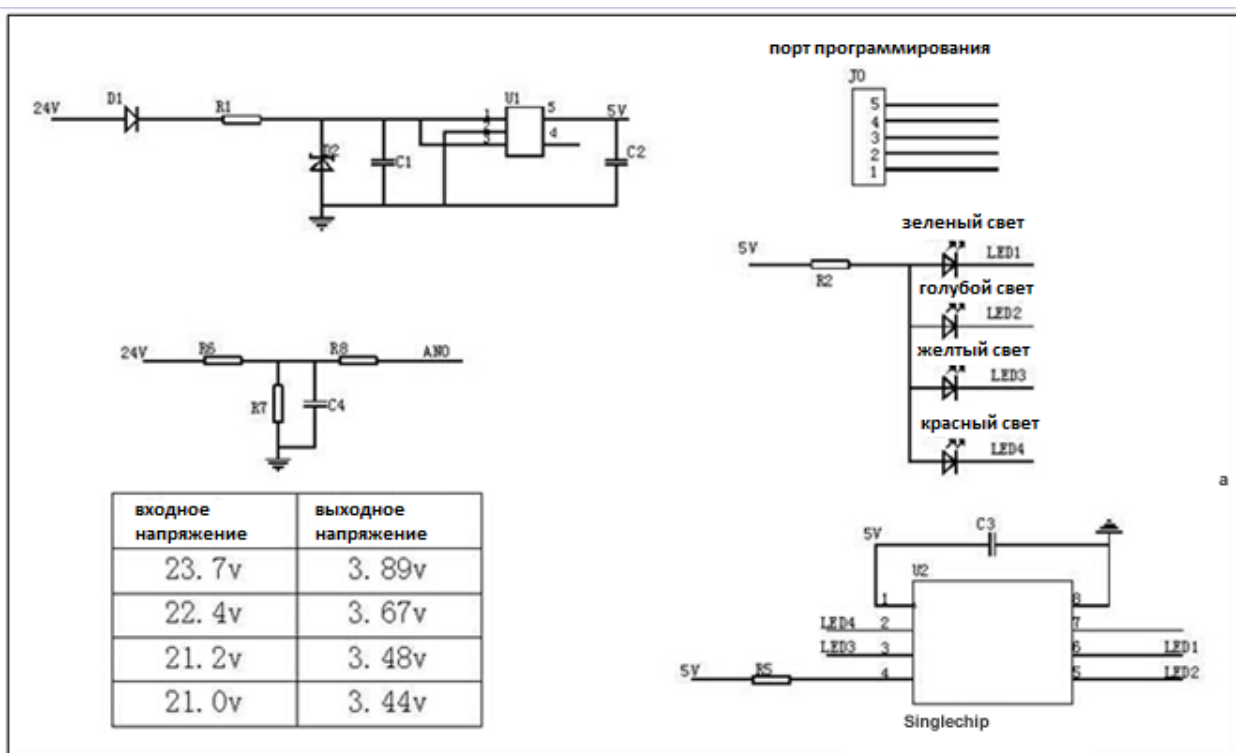 порт программирования
J0
24V
D1
R1
U1
1
2
3
5
5V
4
D2
C1
C2
5
4
3
2
1
зеленый свет
5V
R2
LED1
голубой свет
LED2
желтый свет
LED3
красный свет
LED4
24V
R6
R8
AN0
R7
C4
a
входное напряжение
выходное напряжение
23.7v
3.89v
22.4v
3.67v
21.2v
3.48v
21.0v
3.44v
5V
C3
U2
1
8
LED4
2
7
LED3
3
6
LED1
5V
R5
4
5
LED2
Singlechip